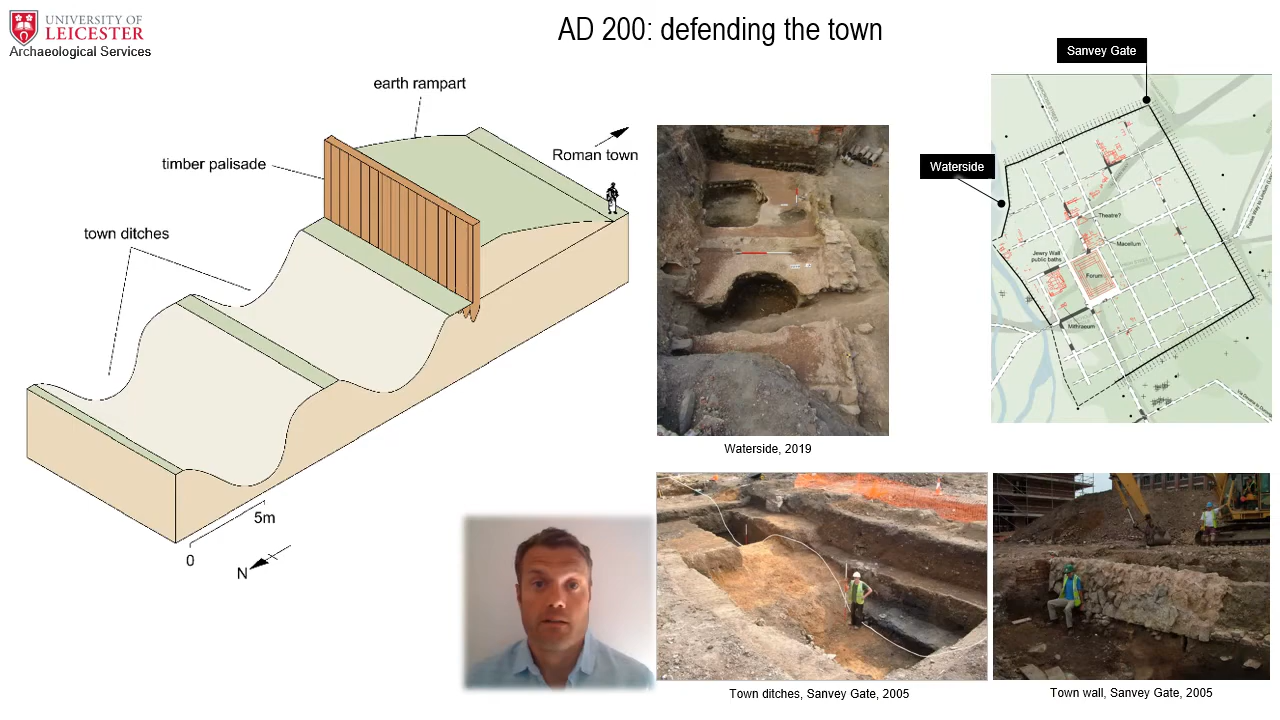 UNIVERSITY OF
LEICESTER
Archaeological Services
AD 200: defending the town
earth rampart
timber palisade
Roman town
town ditches
0
5m
N
Waterside, 2019
Sanvey Gate
Waterside
Theatre?
Macellum
Jewry Wall
public baths
Forum
Mithraeum
Town ditches, Sanvey Gate, 2005
Town wall, Sanvey Gate, 2005